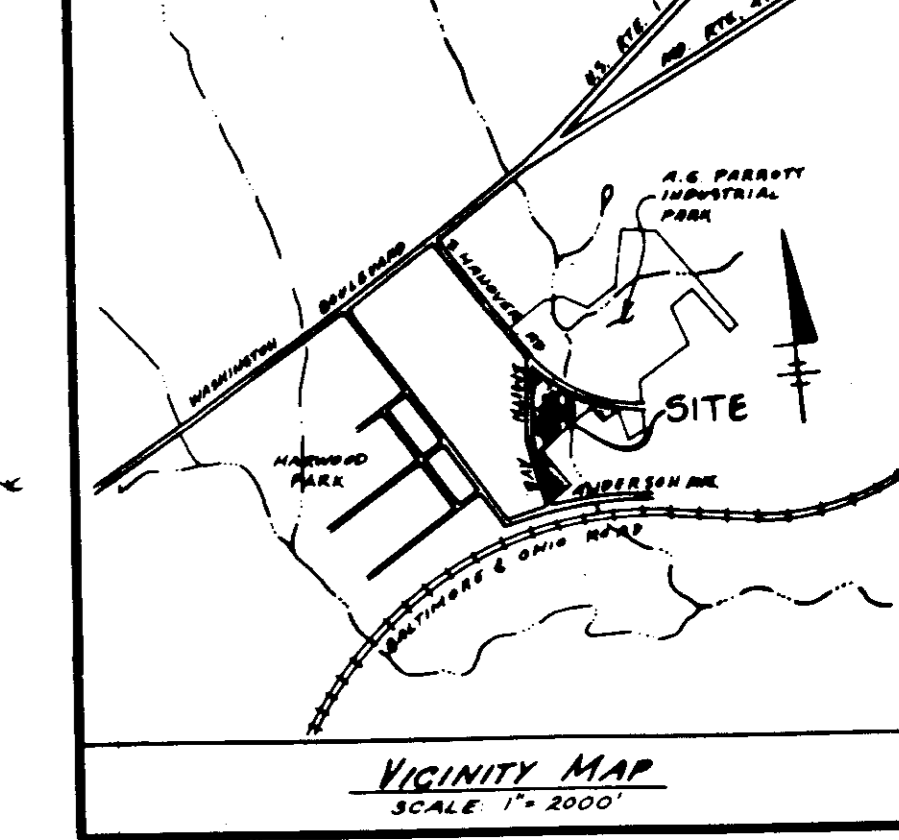 U.S. RTE. 1
MD. RTE.
A.G. PARROTT
INDUSTRIAL
PARK
WASHINGTON BOULEVARD
HANOVER RD
SITE
HARWOOD
PARK
BAY
ANDERSON AVE.
BALTIMORE & OHIO
VICINITY MAP
SCALE: 1"= 2000'